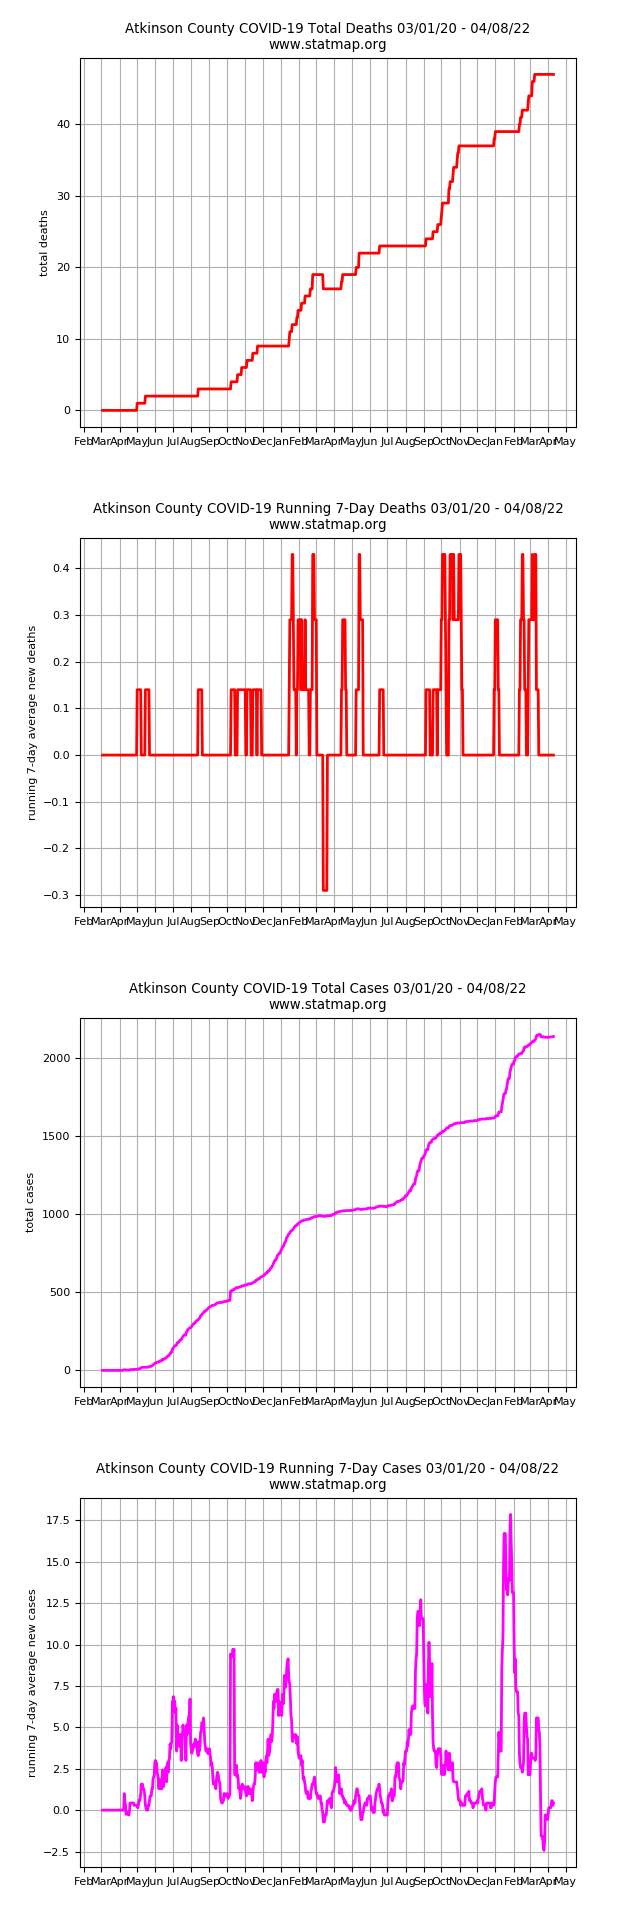 Atkinson County COVID-19 Total Deaths 03/01/20 - 04/08/22
www.statmap.org
40
30
20
10
0
total deaths
Feb Mar Apr May Jun Jul Aug Sep Oct Nov Dec Jan Feb Mar Apr May Jun Jul Aug Sep Oct Nov Dec Jan Feb Mar Apr May
Atkinson County COVID-19 Running 7-Day Deaths 03/01/20 - 04/08/22
www.statmap.org
0.4
0.3
0.2
0.1
0.0
−0.1
−0.2
−0.3
running 7-day average new deaths
Feb Mar Apr May Jun Jul Aug Sep Oct Nov Dec Jan Feb Mar Apr May Jun Jul Aug Sep Oct Nov Dec Jan Feb Mar Apr May
Atkinson County COVID-19 Total Cases 03/01/20 - 04/08/22
www.statmap.org
2000
1500
1000
500
0
total cases
Feb Mar Apr May Jun Jul Aug Sep Oct Nov Dec Jan Feb Mar Apr May Jun Jul Aug Sep Oct Nov Dec Jan Feb Mar Apr May
Atkinson County COVID-19 Running 7-Day Cases 03/01/20 - 04/08/22
www.statmap.org
17.5
15.0
12.5
10.0
7.5
5.0
2.5
0.0
−2.5
running 7-day average new cases
Feb Mar Apr May Jun Jul Aug Sep Oct Nov Dec Jan Feb Mar Apr May Jun Jul Aug Sep Oct Nov Dec Jan Feb Mar Apr May